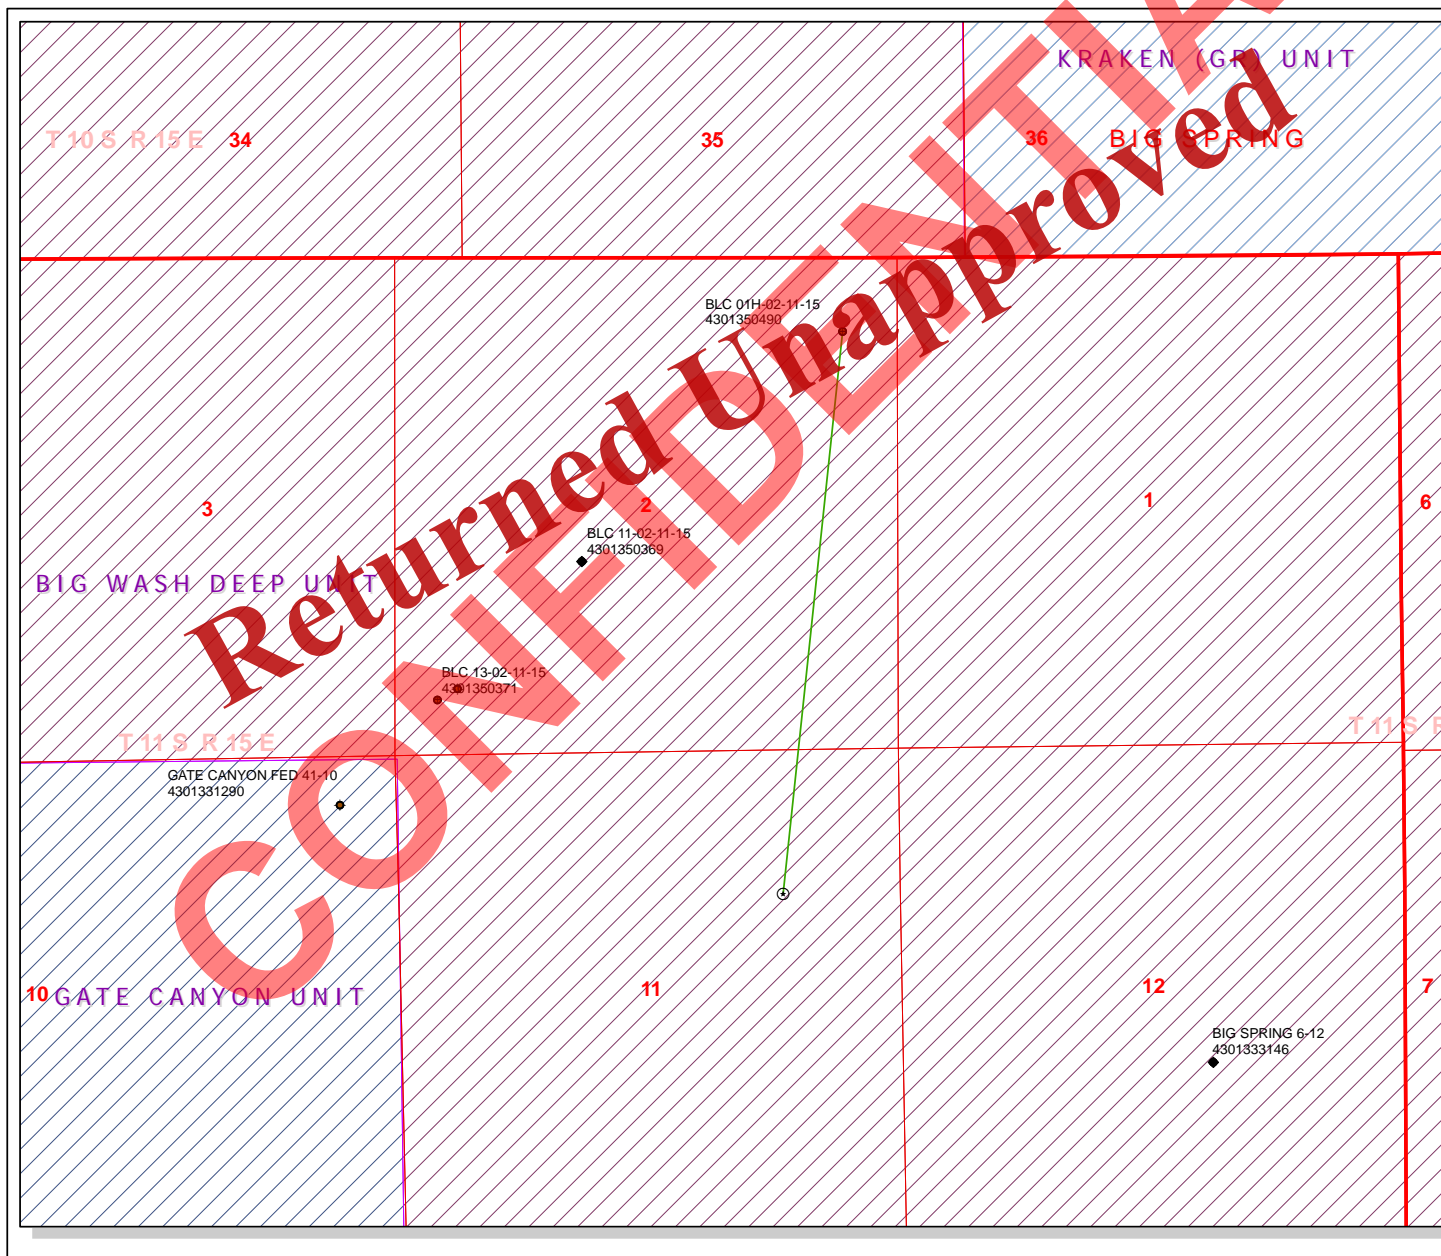 KRAKEN (GR) UNIT
T 10 S R 15 E
34
35
36
BIG SPRING
BLC 01H-02-11-15
4301350490
3
2
1
6
BLC 11-02-11-15
4301350369
BIG WASH DEEP UNIT
BLC 13-02-11-15
4301350371
T 11 S R 15 E
T 11 S R
GATE CANYON FED 41-10
4301331290
10
GATE CANYON UNIT
11
12
7
BIG SPRING 6-12
4301333146
Returned Unapproved
CONFIDENTIA